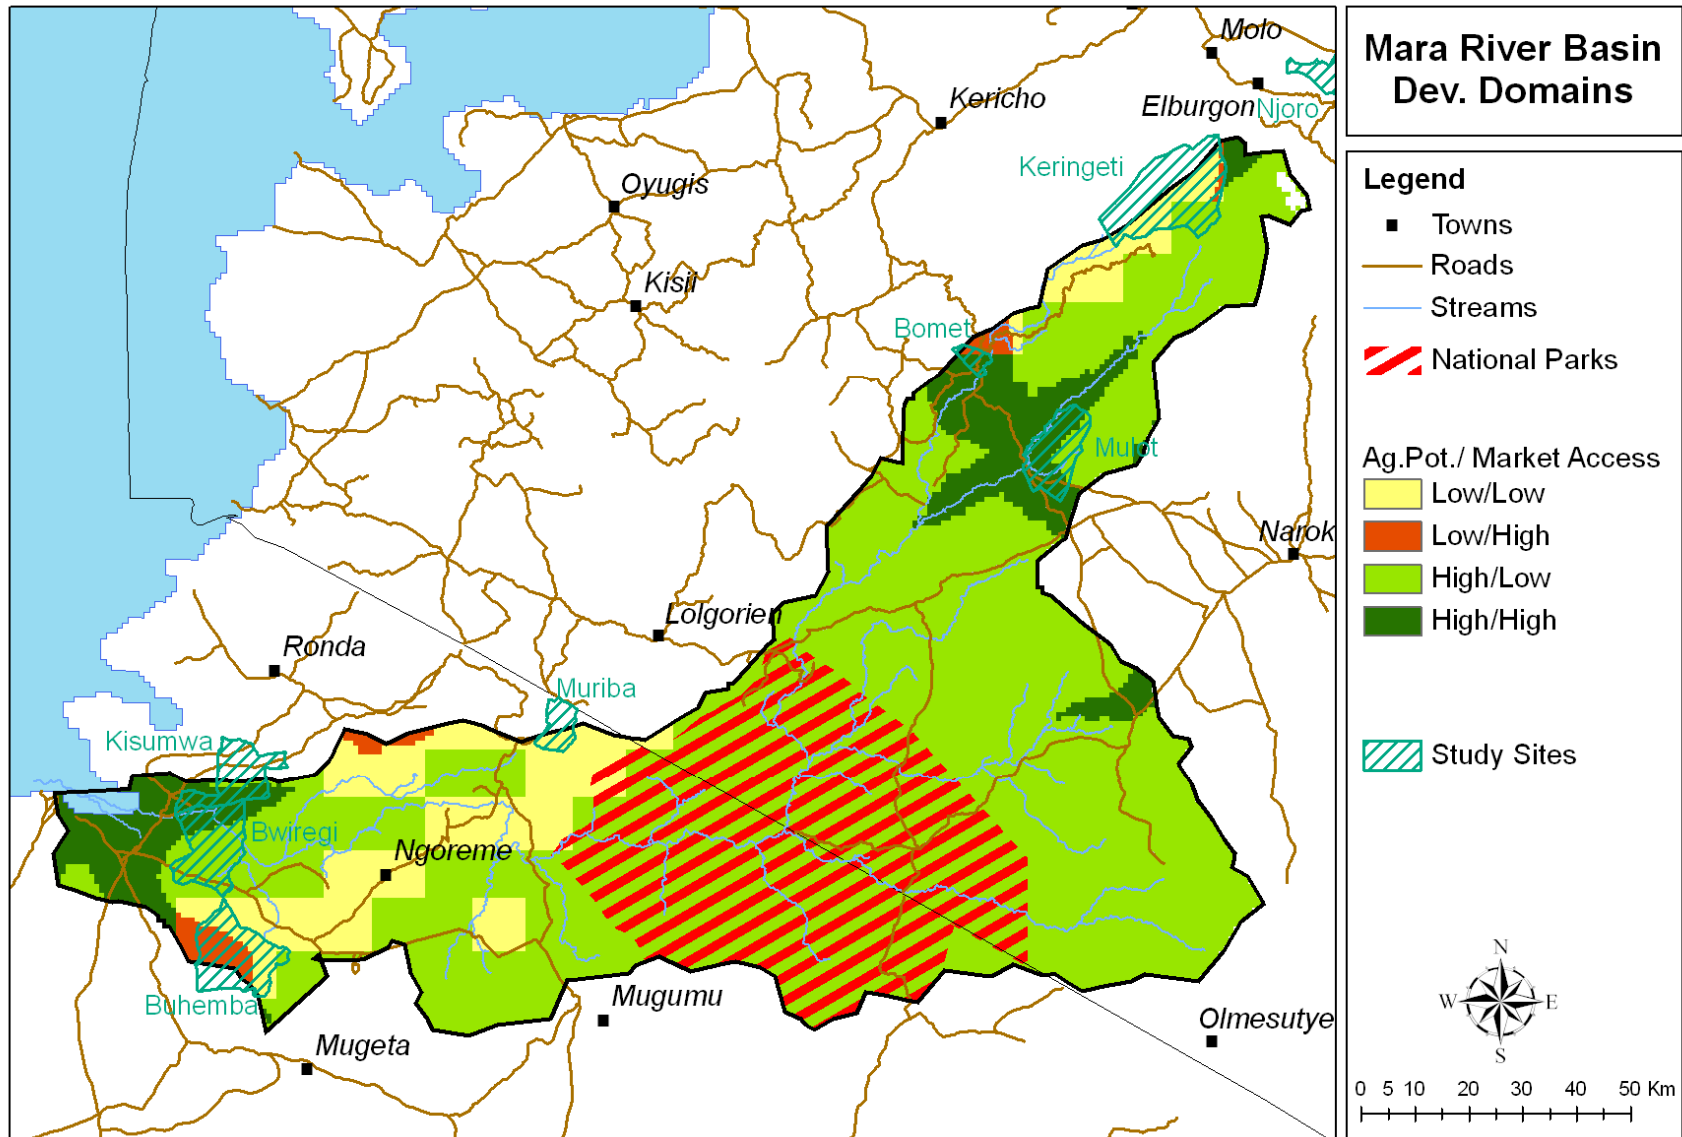 Mara River Basin
Dev. Domains
Legend
Towns
Roads
Streams
National Parks
Ag.Pot./ Market Access
Low/Low
Low/High
High/Low
High/High
Study Sites
N
W
E
S
0 5 10 20 30 40 50 Km
Molo
Kericho
Elburgon
Njoro
Keringeti
Oyugis
Kisii
Bomet
Mulot
Narok
Lolgorien
Ronda
Muriba
Kisumwa
Bwiregi
Ngoreme
Buhemba
Mugumu
Mugeta
Olmesutye